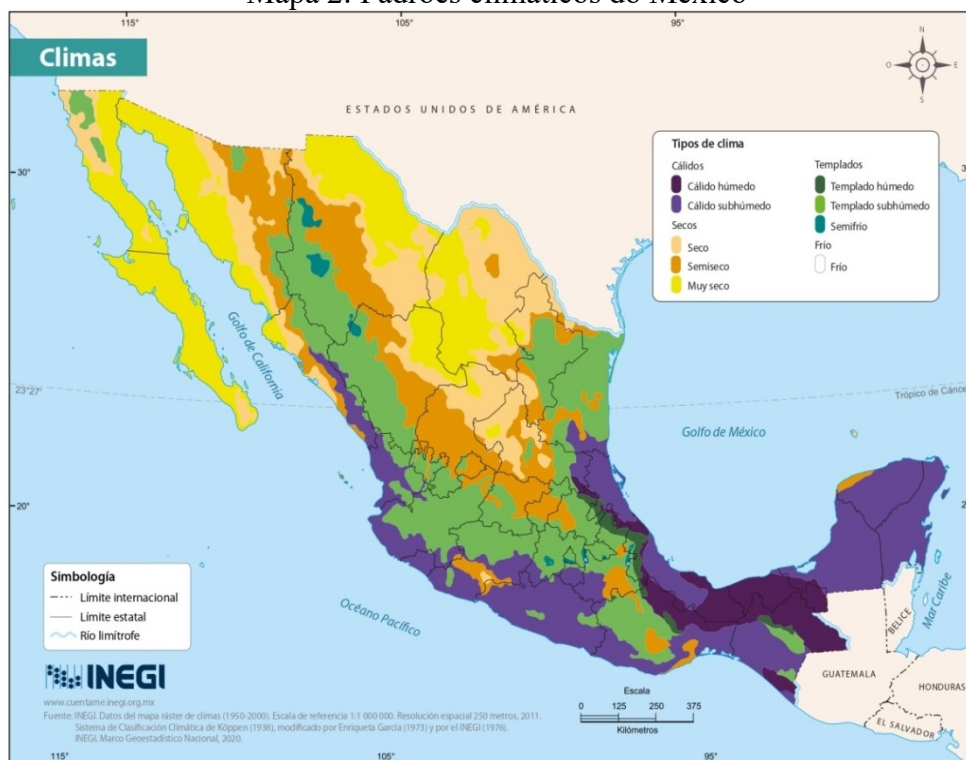 Mapa 2: Padrões climáticos do México
115°
105°
95°
Climas
N
O
E
S
ESTADOS UNIDOS DE AMÉRICA
Tipos de clima
Cálidos
Cálido húmedo
Cálido subhúmedo
Secos
Seco
Semiseco
Muy seco
Templados
Templado húmedo
Templado subhúmedo
Semifrío
Frío
Frío
30°
Golfo de California
23°27'
Trópico de Cánce
Golfo de México
20°
Simbología
Límite internacional
Límite estatal
Río limítrofe
Océano Pacífico
BELICE
Mar Caribe
GUATEMALA
HONDURAS
EL SALVADOR
INEGI
www.cuentame.inegi.org.mx
Fuente: INEGI. Datos del mapa ráster de climas (1950-2000). Escala de referencia 1:1 000 000. Resolución espacial 250 metros, 2011.
Sistema de Clasificación Climática de Köppen (1936), modificado por Enriqueta García (1973) y por el INEGI (1976).
INEGI. Marco Geoestadístico Nacional, 2020.
Escala
0 125 250 375
Kilómetros
115°
105°
95°